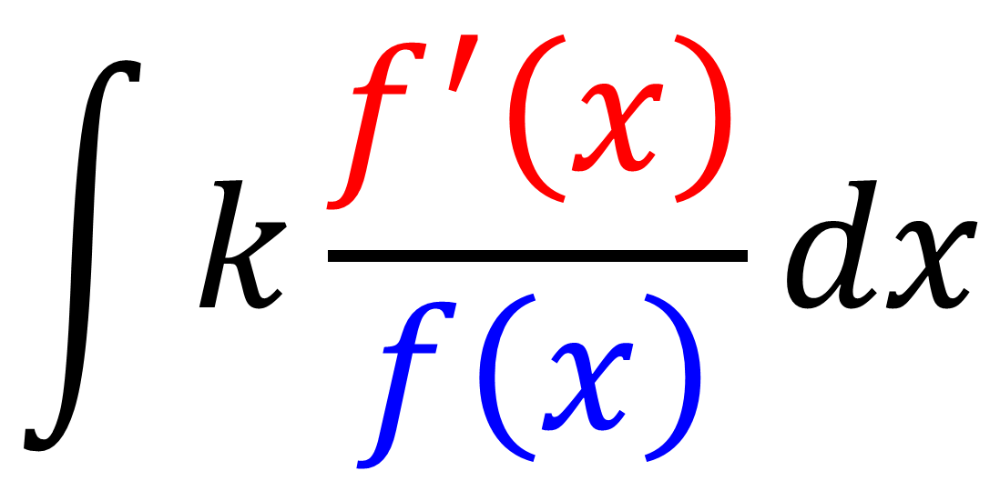 ∫ k f′(x)/f(x) dx